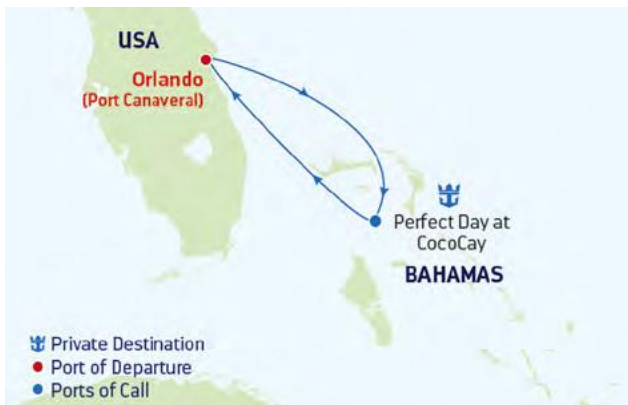 USA
Orlando
(Port Canaveral)
Perfect Day at
CocoCay
BAHAMAS
Private Destination
Port of Departure
Ports of Call